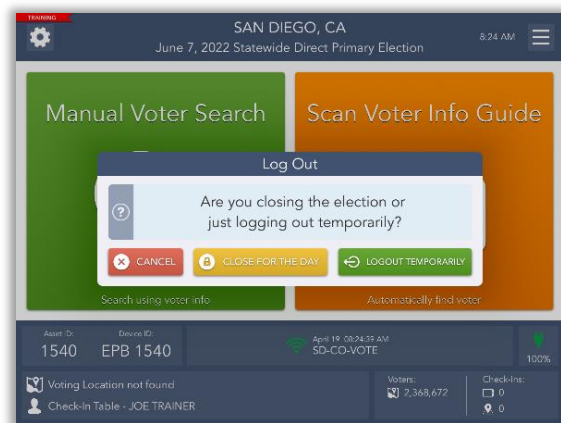 TRAINING
SAN DIEGO, CA
June 7, 2022 Statewide Direct Primary Election
8:24 AM
Manual Voter Search
Scan Voter Info Guide
Log Out
Are you closing the election or
just logging out temporarily?
CANCEL
CLOSE FOR THE DAY
LOGOUT TEMPORARILY
Search using voter info
Automatically find voter
Asset ID:
1540
Device ID:
EPB 1540
April 19, 08:24:39 AM
SD-CO-VOTE
100%
Voting Location not found
Check-In Table - JOE TRAINER
Voters:
2,368,672
Check-Ins:
0
0